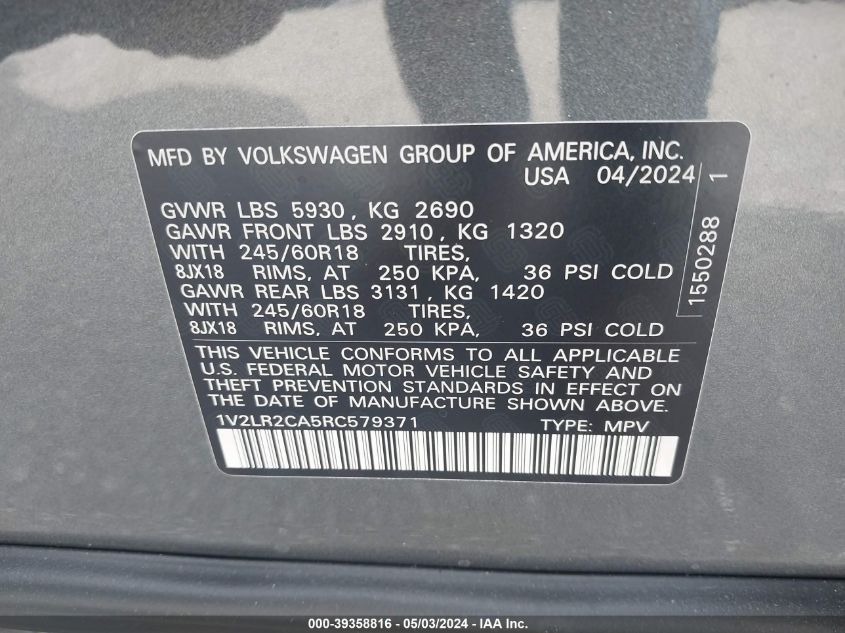 MFD BY VOLKSWAGEN GROUP OF AMERICA, INC.
USA 04/2024
GVWR LBS 5930, KG 2690
GAWR FRONT LBS 2910, KG 1320
WITH 245/60R18 TIRES,
8JX18 RIMS, AT 250 KPA, 36 PSI COLD
GAWR REAR LBS 3131, KG 1420
WITH 245/60R18 TIRES,
8JX18 RIMS, AT 250 KPA, 36 PSI COLD
1550288 1
THIS VEHICLE CONFORMS TO ALL APPLICABLE
U.S. FEDERAL MOTOR VEHICLE SAFETY AND
THEFT PREVENTION STANDARDS IN EFFECT ON
THE DATE OF MANUFACTURE SHOWN ABOVE.
1V2LR2CA5RC579371 TYPE: MPV
000-39358816 - 05/03/2024 - IAA Inc.